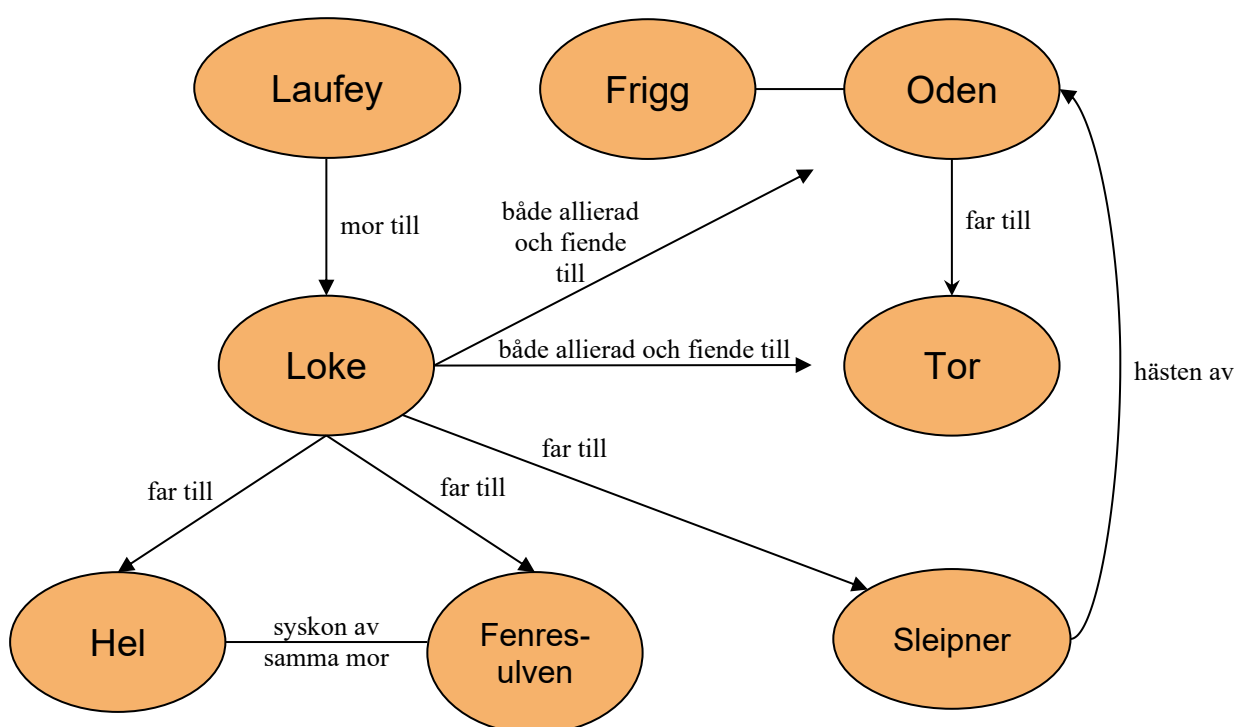 Laufey
Frigg
Oden
mor till
både allierad
och fiende
till
far till
Loke
både allierad och fiende till
Tor
hästen av
far till
far till
far till
Hel
syskon av
samma mor
Fenres-
ulven
Sleipner